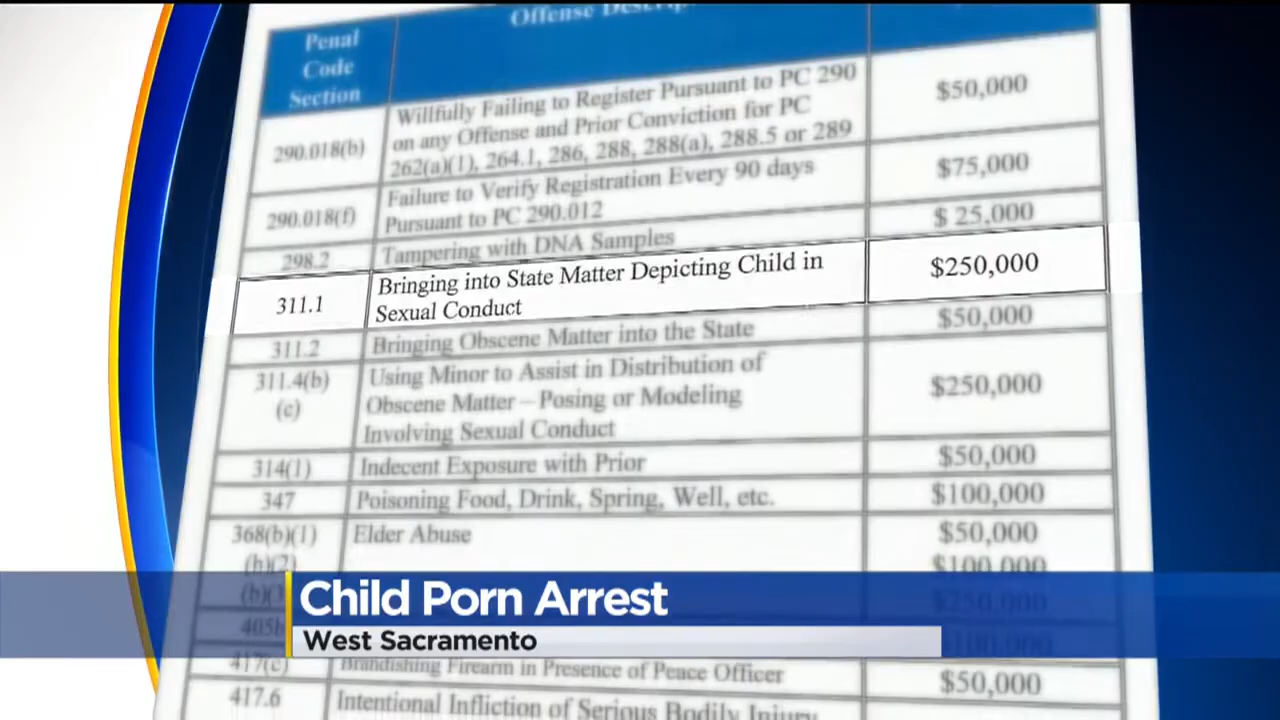 Offense
Penal
Code
Section
290.018(b)
Willfully Failing to Register Pursuant to PC 290
on any Offense and Prior Conviction for PC
262(a)(1), 264.1, 286, 288, 288(a), 288.5 or 289
$50,000
290.018(f)
Failure to Verify Registration Every 90 days
Pursuant to PC 290.012
$75,000
298.2
Tampering with DNA Samples
$ 25,000
311.1
Bringing into State Matter Depicting Child in
Sexual Conduct
$250,000
311.2
Bringing Obscene Matter into the State
$50,000
311.4(b)
(c)
Using Minor to Assist in Distribution of
Obscene Matter – Posing or Modeling
Involving Sexual Conduct
$250,000
314(1)
Indecent Exposure with Prior
$50,000
347
Poisoning Food, Drink, Spring, Well, etc.
$100,000
368(b)(1)
(b)(2)
Elder Abuse
$50,000
$100,000
$250,000
Child Porn Arrest
West Sacramento
417(c)
Brandishing Firearm in Presence of Peace Officer
$50,000
417.6
Intentional Infliction of Serious Bodily Injury